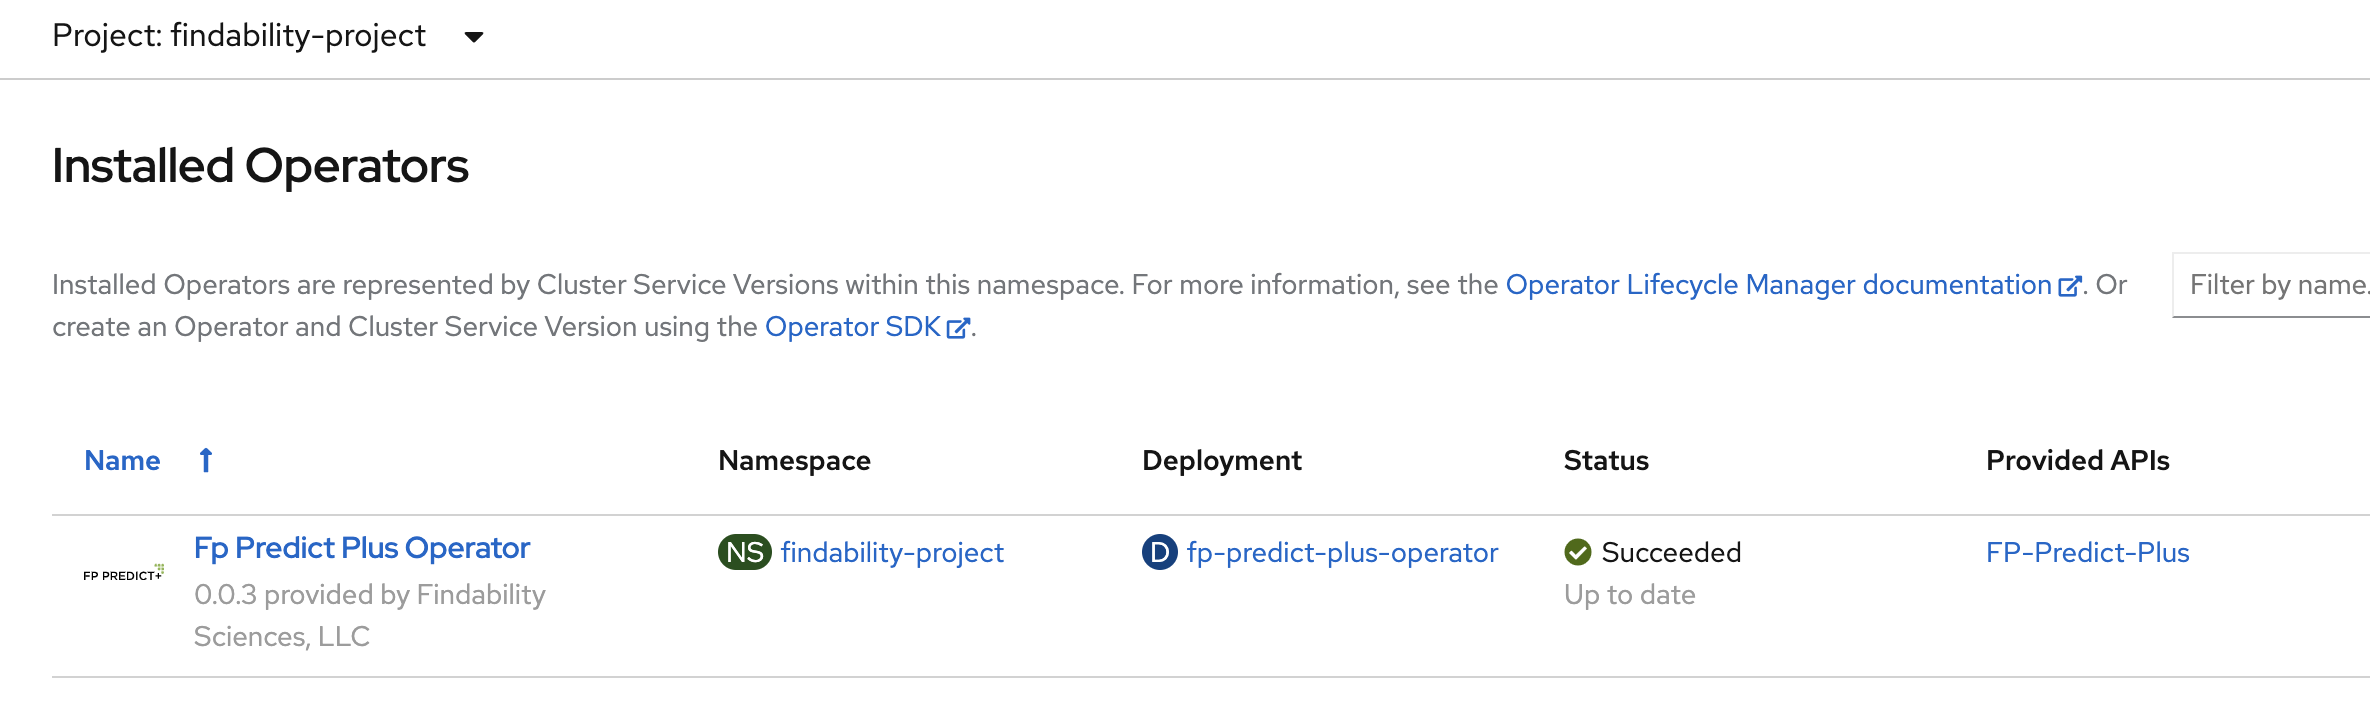 Project: findability-project
Installed Operators
Installed Operators are represented by Cluster Service Versions within this namespace. For more information, see the Operator Lifecycle Manager documentation. Or
create an Operator and Cluster Service Version using the Operator SDK.
Filter by name.
Name Namespace Deployment Status Provided APIs
FP PREDICT+ Fp Predict Plus Operator NS findability-project D fp-predict-plus-operator Succeeded FP-Predict-Plus
0.0.3 provided by Findability Up to date
Sciences, LLC